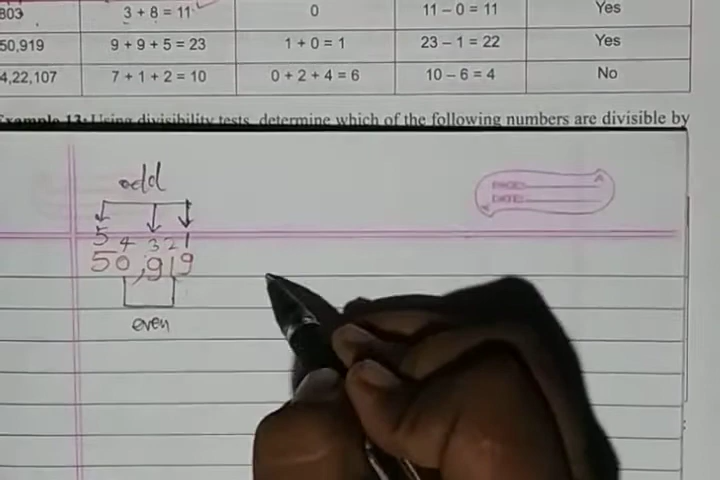 803 3 + 8 = 11 0 11 – 0 = 11 Yes
50,919 9 + 9 + 5 = 23 1 + 0 = 1 23 – 1 = 22 Yes
4,22,107 7 + 1 + 2 = 10 0 + 2 + 4 = 6 10 – 6 = 4 No
Example 13: Using divisibility tests, determine which of the following numbers are divisible by
odd
PAGE:
DATE:
5 4 3 2 1
50,919
even